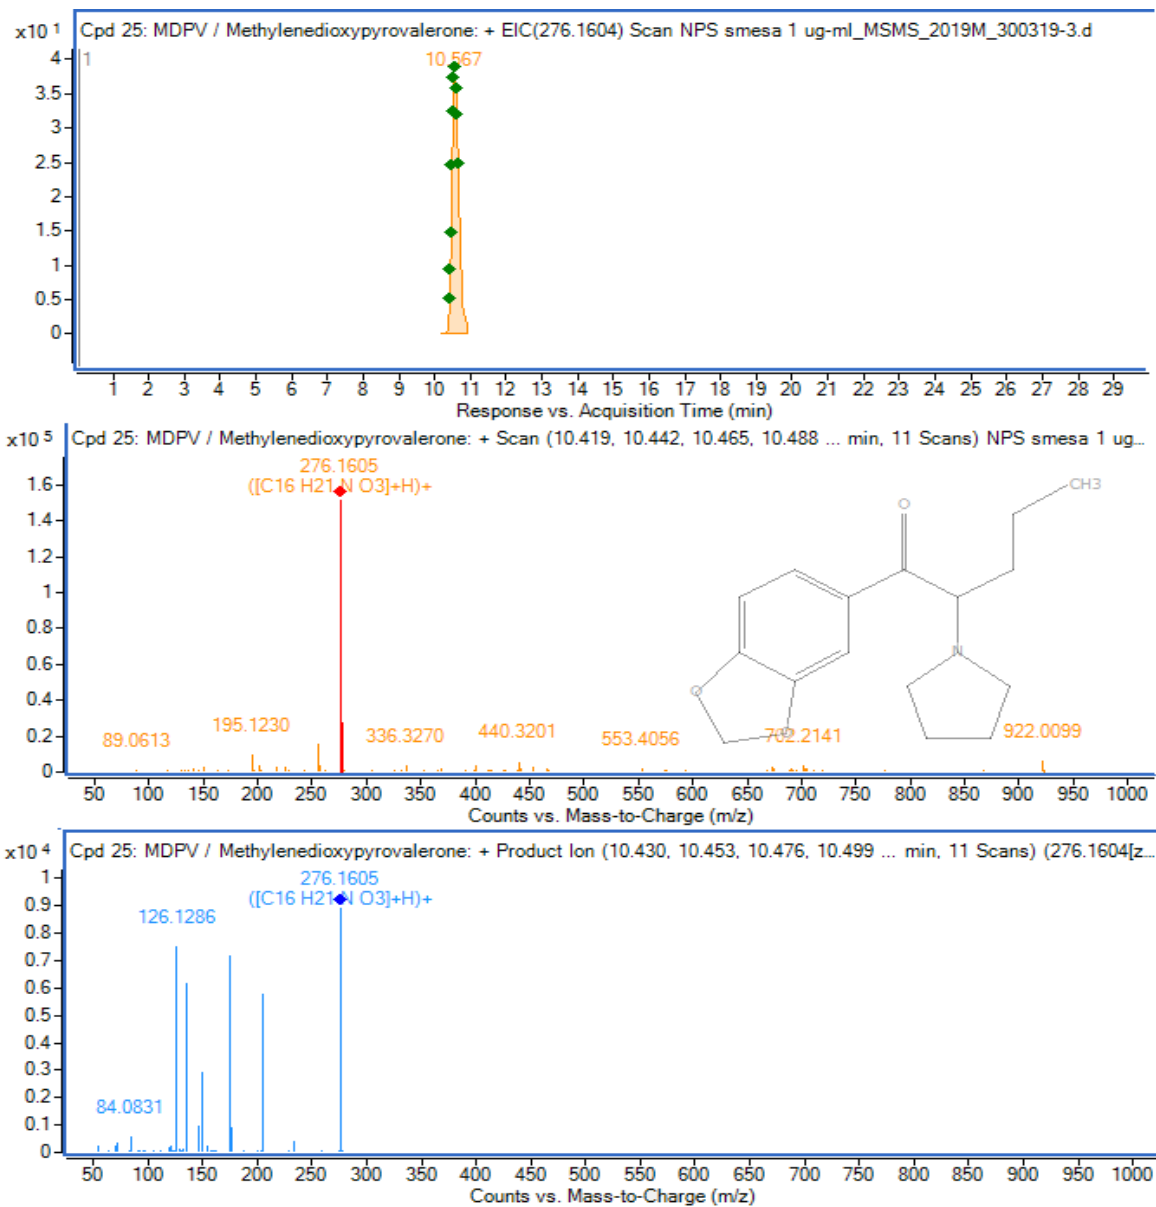 x10 1
Cpd 25: MDPV / Methylenedioxypyrovalerone: + EIC(276.1604) Scan NPS smesa 1 ug-ml_MSMS_2019M_300319-3.d
1
10.567
4
3.5
3
2.5
2
1.5
1
0.5
0
1 2 3 4 5 6 7 8 9 10 11 12 13 14 15 16 17 18 19 20 21 22 23 24 25 26 27 28 29
Response vs. Acquisition Time (min)
x10 5
Cpd 25: MDPV / Methylenedioxypyrovalerone: + Scan (10.419, 10.442, 10.465, 10.488 ... min, 11 Scans) NPS smesa 1 ug...
276.1605
([C16 H21 N O3]+H)+
CH3
O
N
O
O
1.6
1.4
1.2
1
0.8
0.6
0.4
0.2
0
89.0613
195.1230
336.3270
440.3201
553.4056
702.2141
922.0099
50 100 150 200 250 300 350 400 450 500 550 600 650 700 750 800 850 900 950 1000
Counts vs. Mass-to-Charge (m/z)
x10 4
Cpd 25: MDPV / Methylenedioxypyrovalerone: + Product Ion (10.430, 10.453, 10.476, 10.499 ... min, 11 Scans) (276.1604[z...
276.1605
([C16 H21 N O3]+H)+
126.1286
84.0831
1
0.9
0.8
0.7
0.6
0.5
0.4
0.3
0.2
0.1
0
50 100 150 200 250 300 350 400 450 500 550 600 650 700 750 800 850 900 950 1000
Counts vs. Mass-to-Charge (m/z)